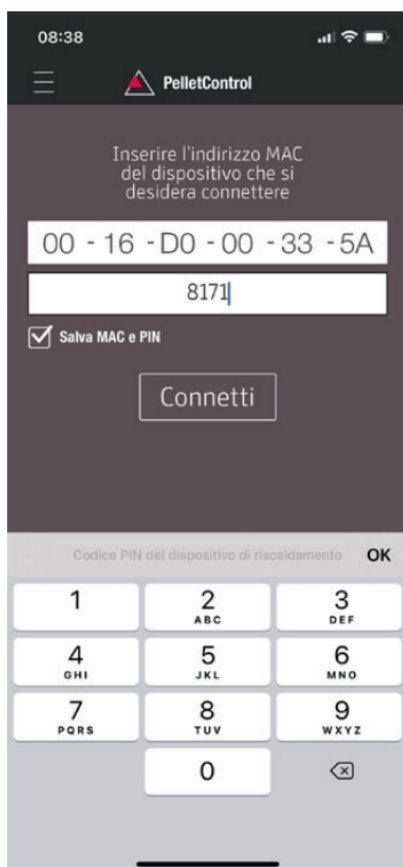 08:38
PelletControl
Inserire l'indirizzo MAC
del dispositivo che si
desidera connettere
00 - 16 - D0 - 00 - 33 - 5A
8171
Salva MAC e PIN
Connetti
Codice PIN del dispositivo di riscaldamento OK
1 2 3
ABC DEF
4 5 6
GHI JKL MNO
7 8 9
PQRS TUV WXYZ
0